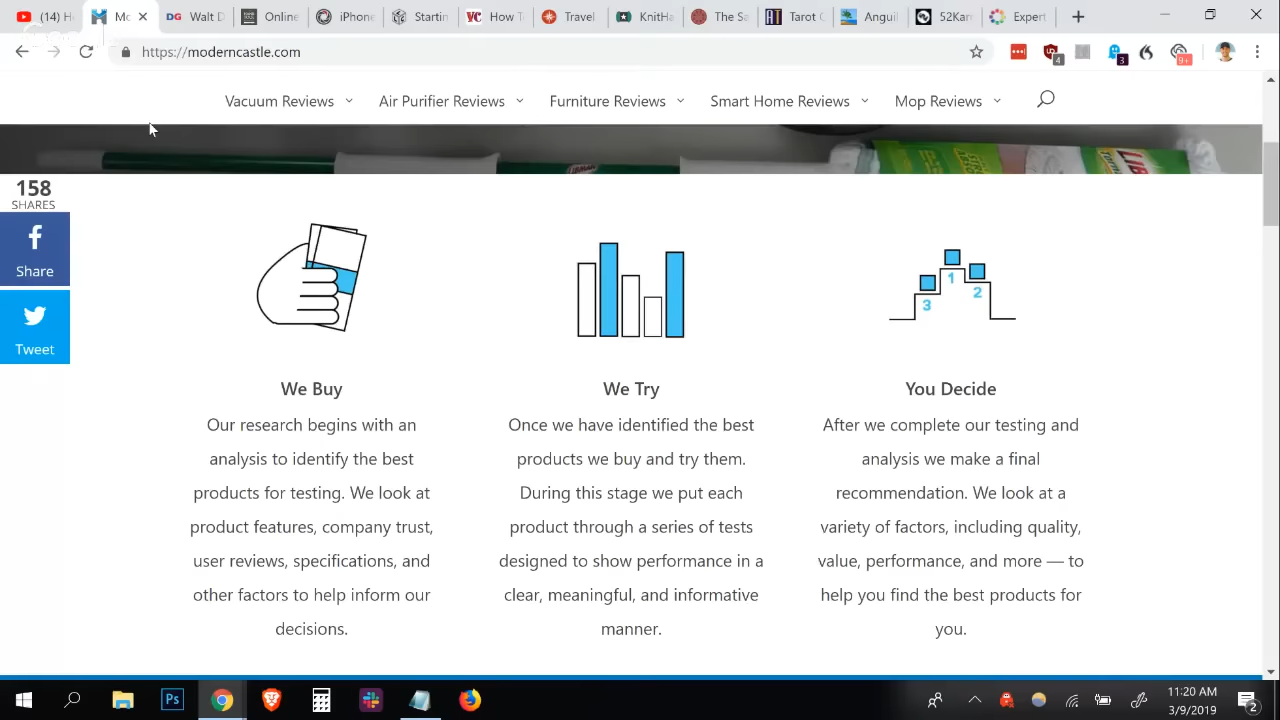 (14) H
Mc
Walt D
Online
iPhone
Startin
How T
Travel
KnitHa
The Sa
Tarot C
Anguil
S2Kar
Expert
https://moderncastle.com
4
3
9+
Vacuum Reviews
Air Purifier Reviews
Furniture Reviews
Smart Home Reviews
Mop Reviews
158
SHARES
Share
Tweet
3
1
2
We Buy
Our research begins with an
analysis to identify the best
products for testing. We look at
product features, company trust,
user reviews, specifications, and
other factors to help inform our
decisions.
We Try
Once we have identified the best
products we buy and try them.
During this stage we put each
product through a series of tests
designed to show performance in a
clear, meaningful, and informative
manner.
You Decide
After we complete our testing and
analysis we make a final
recommendation. We look at a
variety of factors, including quality,
value, performance, and more — to
help you find the best products for
you.
Ps
11:20 AM
3/9/2019
2